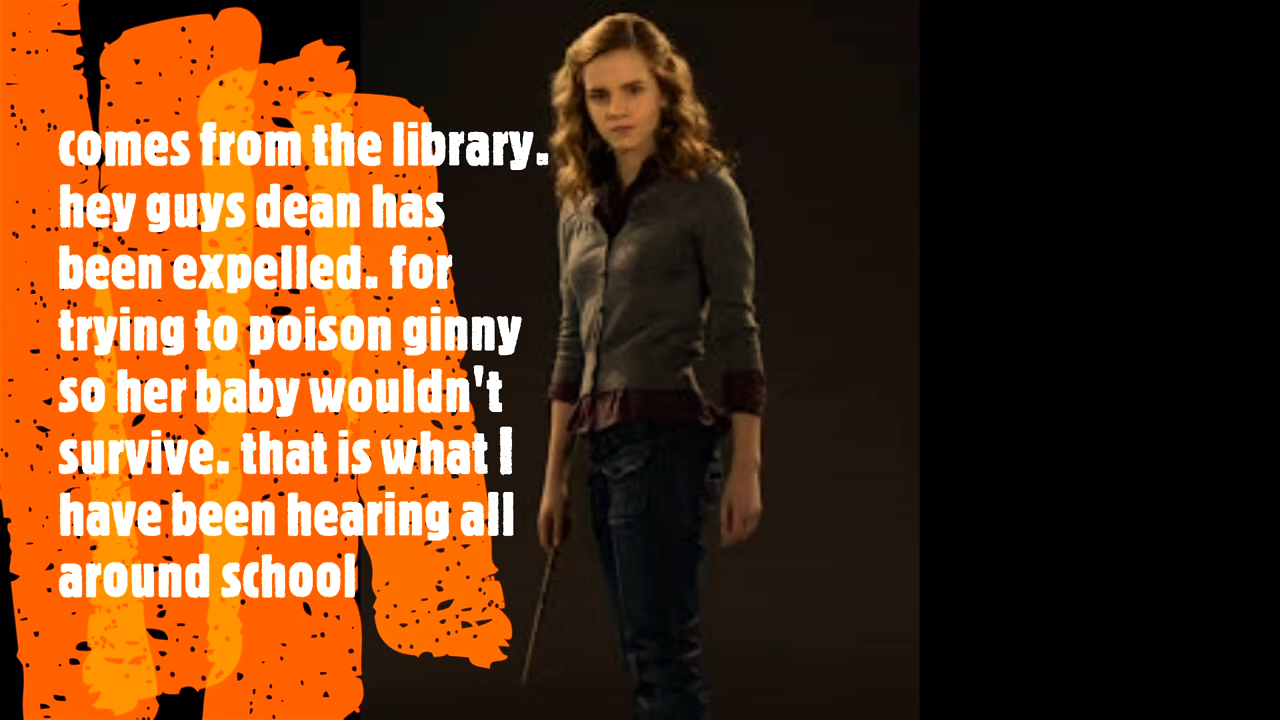 comes from the library.
hey guys dean has
been expelled. for
trying to poison ginny
so her baby wouldn't
survive. that is what I
have been hearing all
around school